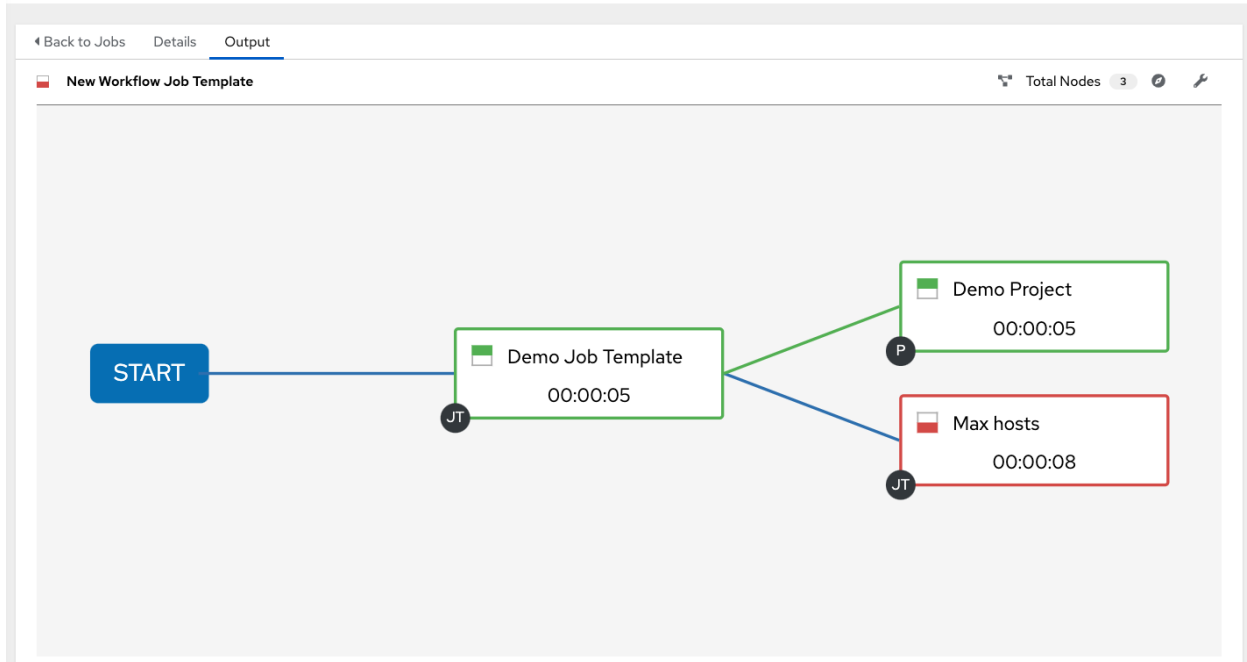 Back to Jobs Details Output
New Workflow Job Template Total Nodes 3
START
Demo Job Template
00:00:05
JT
Demo Project
00:00:05
P
Max hosts
00:00:08
JT